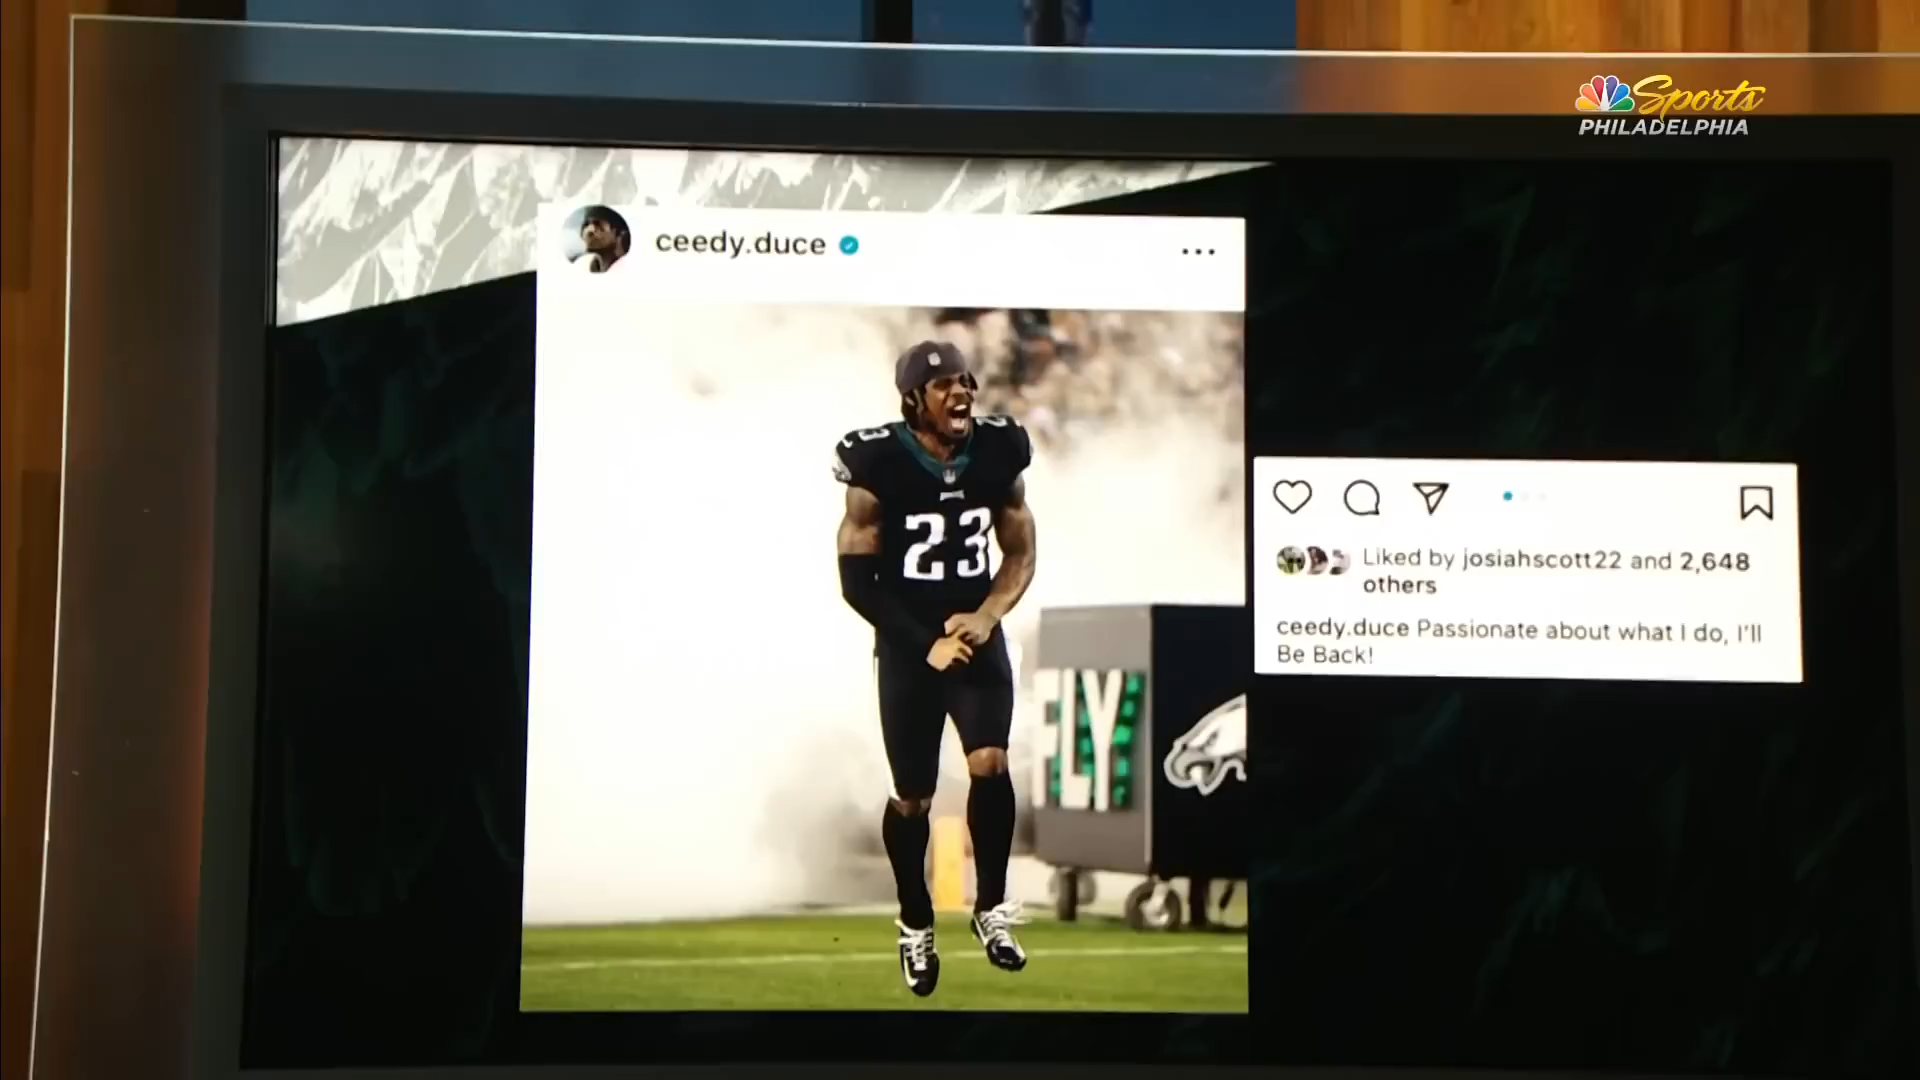 Sports
PHILADELPHIA
ceedy.duce
23
23
FLY
Liked by josiahscott22 and 2,648
others
ceedy.duce Passionate about what I do, I'll
Be Back!